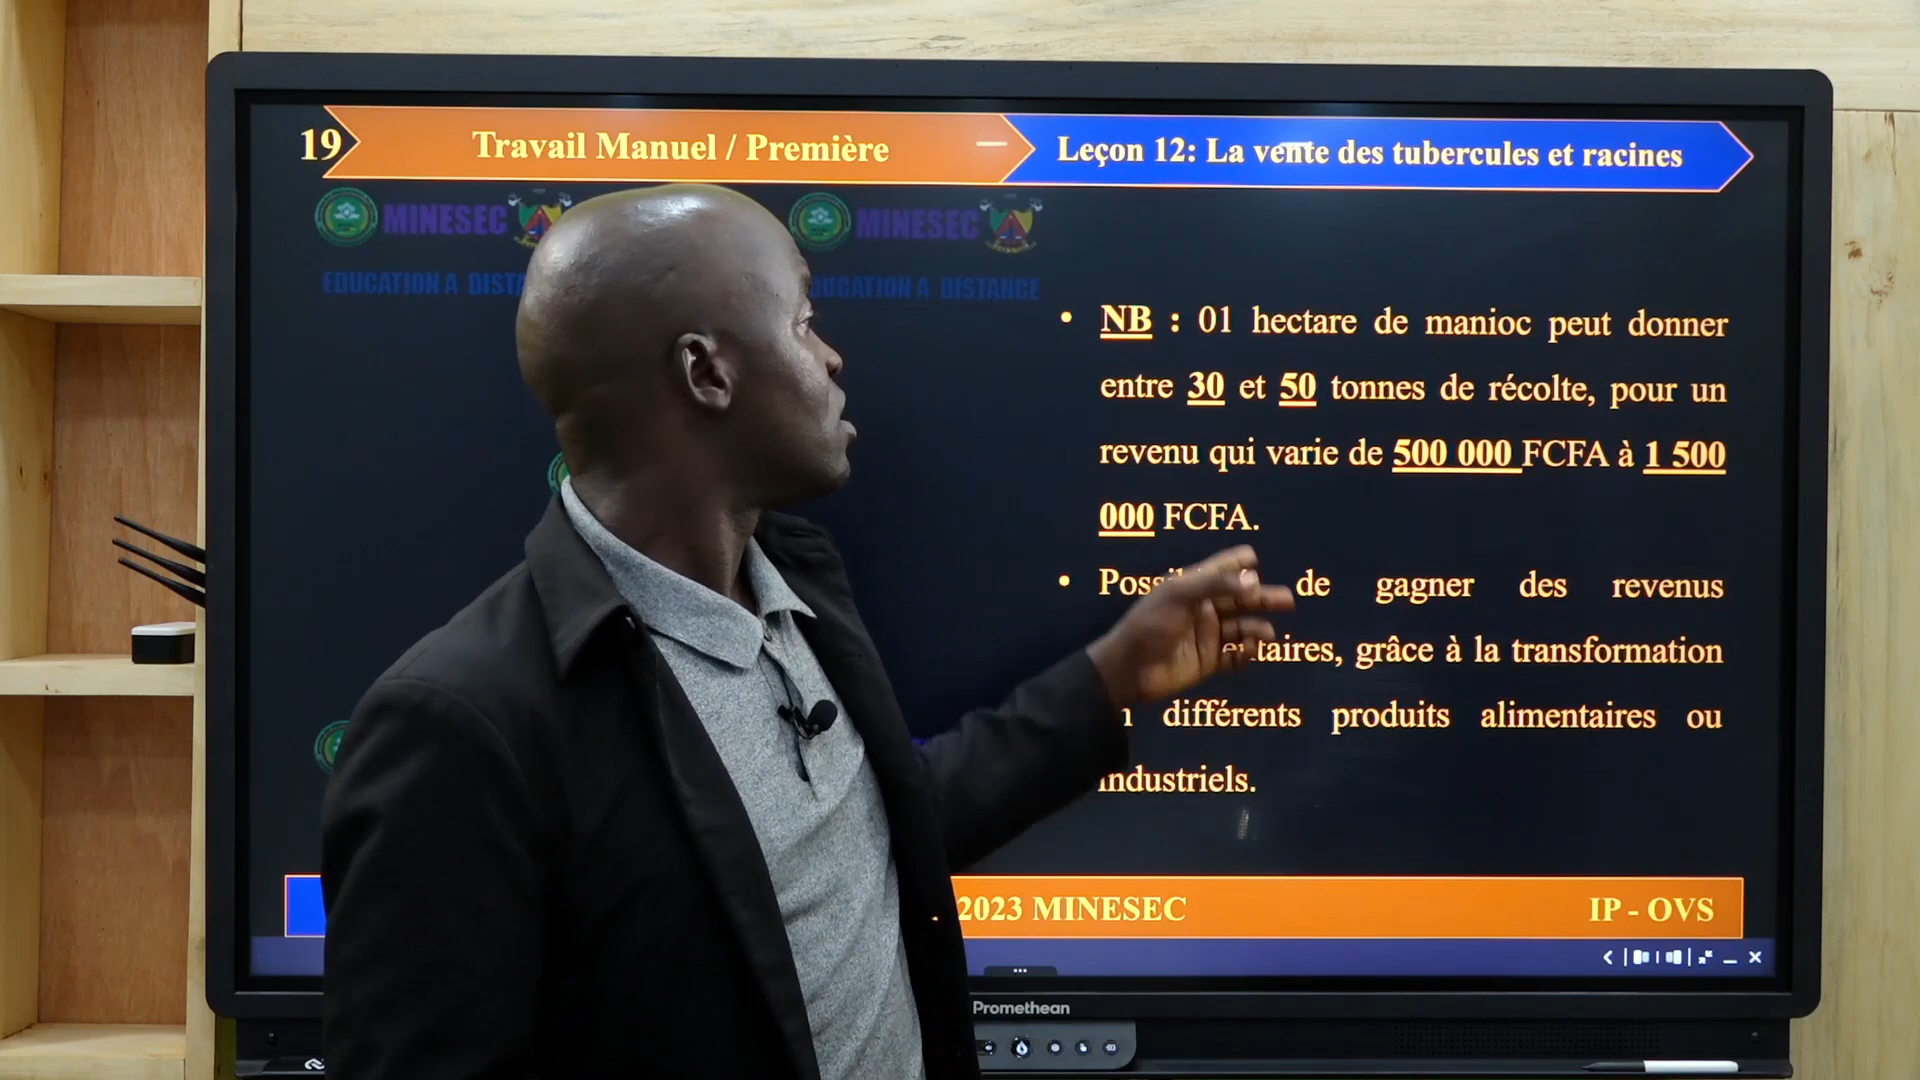 19
Travail Manuel / Première
Leçon 12: La vente des tubercules et racines
MINESEC
MINESEC
EDUCATION A
EDUCATION A DISTANCE
• NB : 01 hectare de manioc peut donner
entre 30 et 50 tonnes de récolte, pour un
revenu qui varie de 500 000 FCFA à 1 500
000 FCFA.
• de gagner des revenus
grâce à la transformation
différents produits alimentaires ou
industriels.
2023 MINESEC
IP - OVS
Promethean